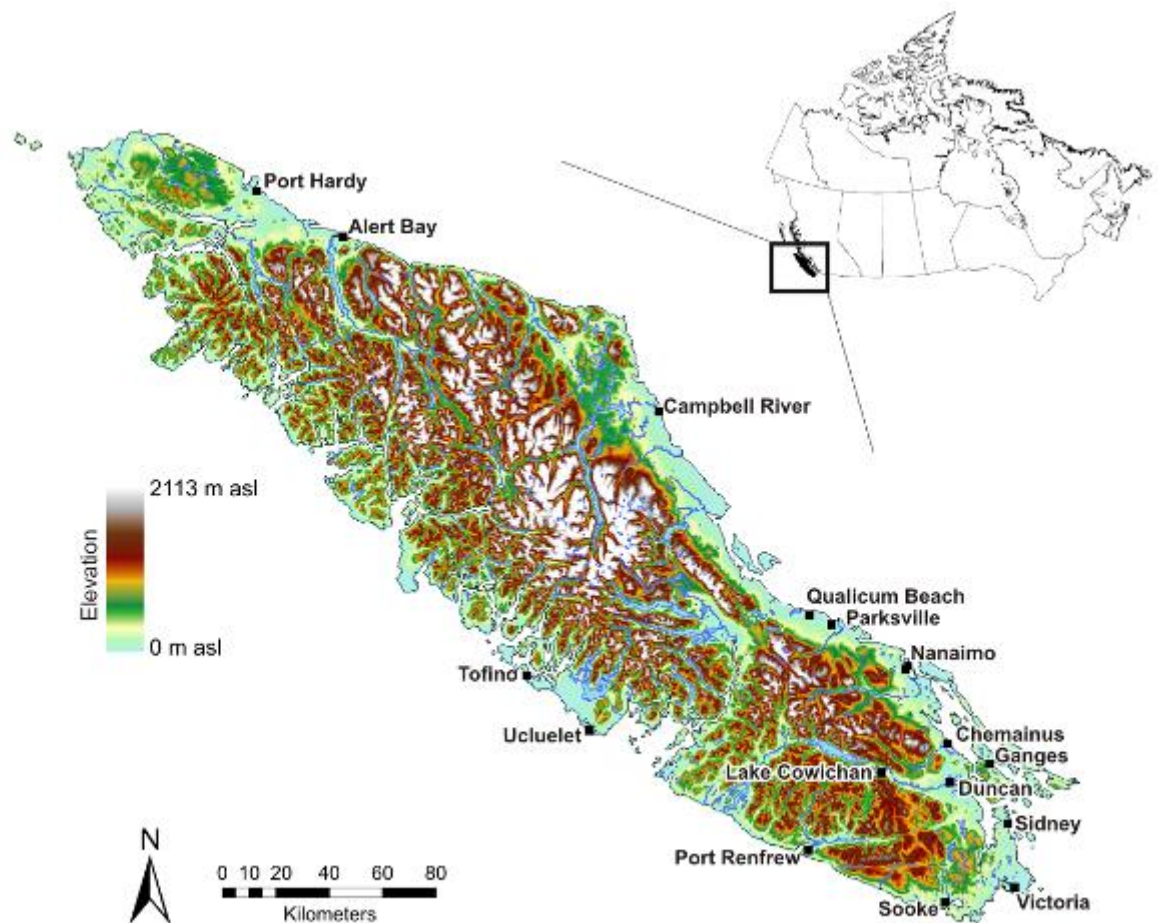 Port Hardy
Alert Bay
Campbell River
2113 m asl
Elevation
0 m asl
Qualicum Beach
Parksville
Nanaimo
Tofino
Ucluelet
Chemainus
Ganges
Lake Cowichan
Duncan
Sidney
Port Renfrew
Victoria
Sooke
N
0 10 20 40 60 80
Kilometers